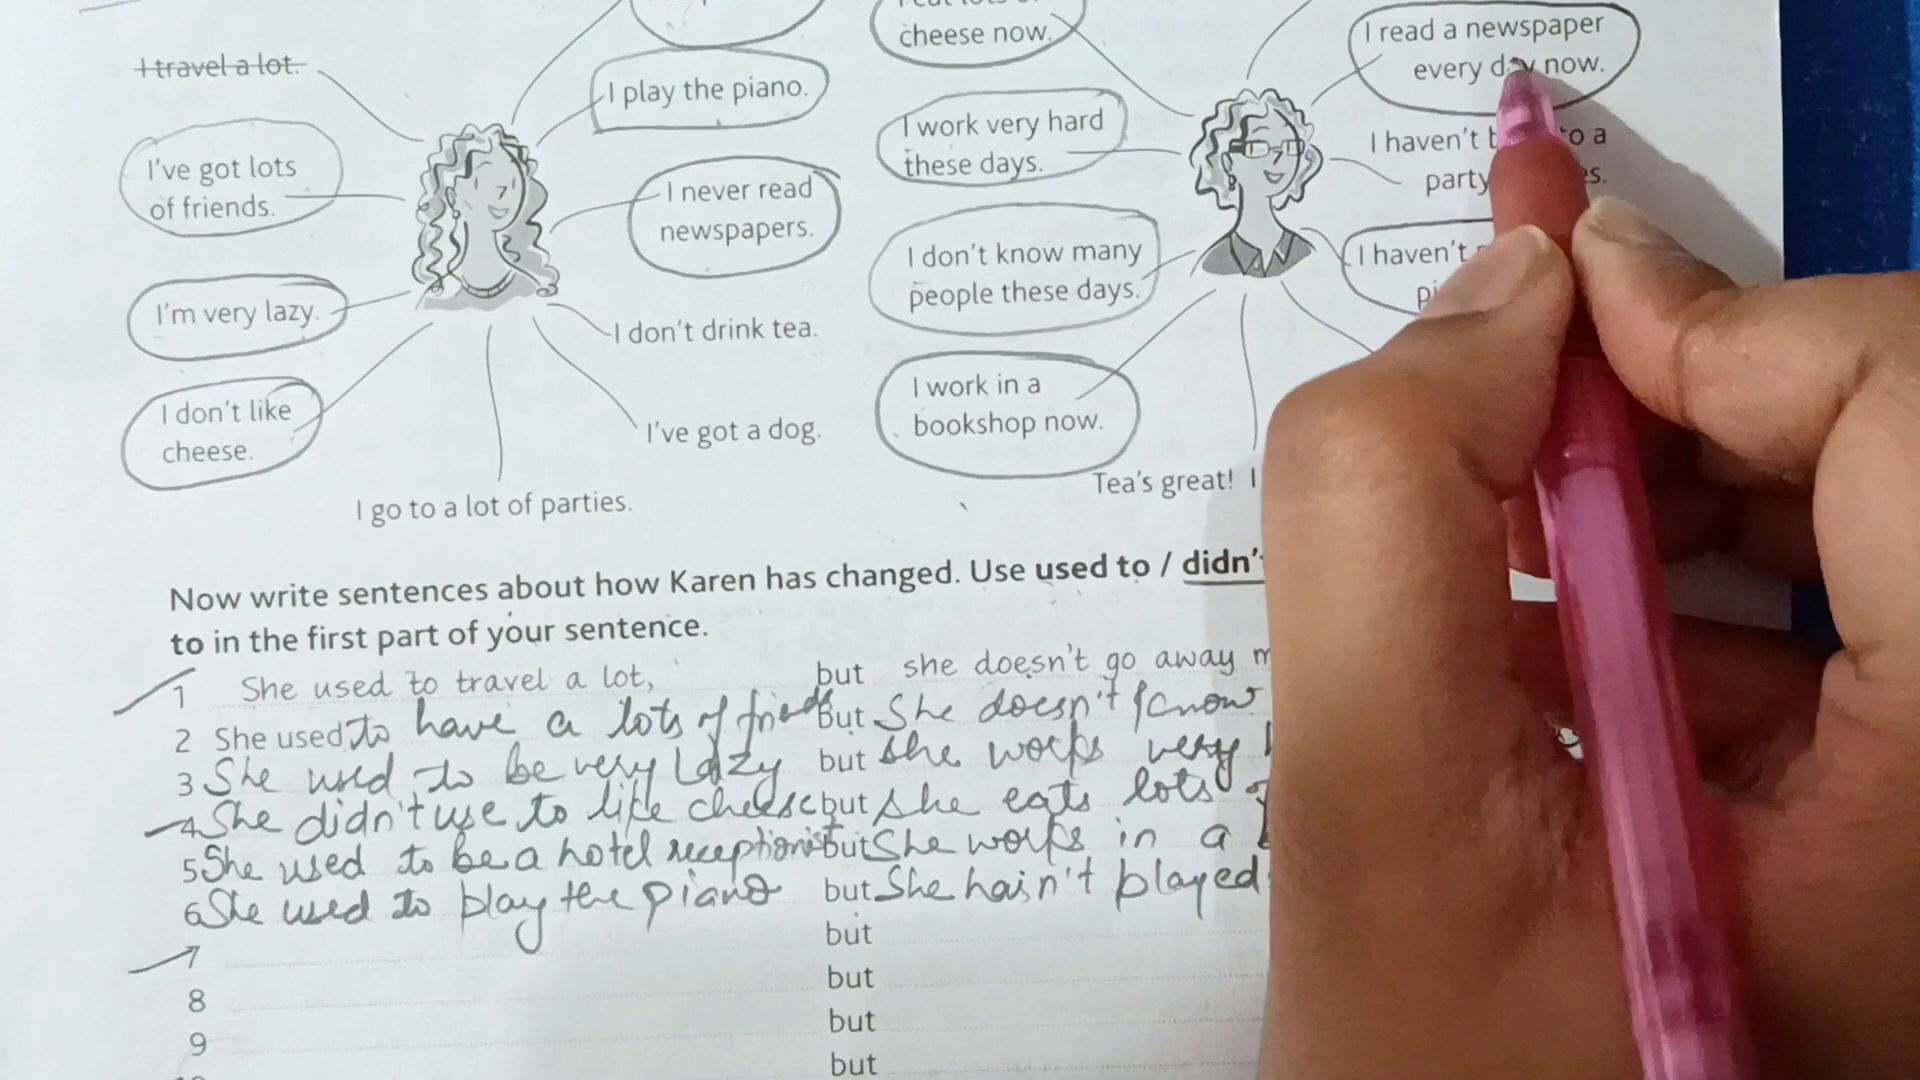 cheese now.
I read a newspaper
every day now.
I travel a lot.
I play the piano.
I work very hard
these days.
I haven't
to a
party
I've got lots
of friends.
I never read
newspapers.
I don't know many
people these days.
I haven't
I'm very lazy.
I don't drink tea.
I don't like
cheese.
I work in a
bookshop now.
I've got a dog.
Tea's great! I
I go to a lot of parties.
Now write sentences about how Karen has changed. Use used to / didn'
to in the first part of your sentence.
1 She used to travel a lot, but she doesn't go away
2 She used to have a lots of friends but She doesn't know
3 She used to be very Lazy but she works very
4 She didn't use to like cheese but She eats lots
5 She used to be a hotel receptionist but She works in a
6 She used to play the piano but She hasn't played
7 but
8 but
9 but
but